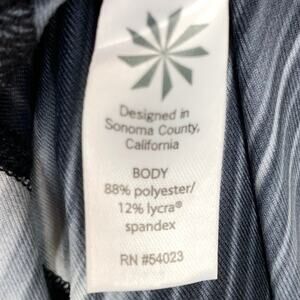 Designed in
Sonoma County,
California
BODY
88% polyester/
12% lycra®
spandex
RN #54023